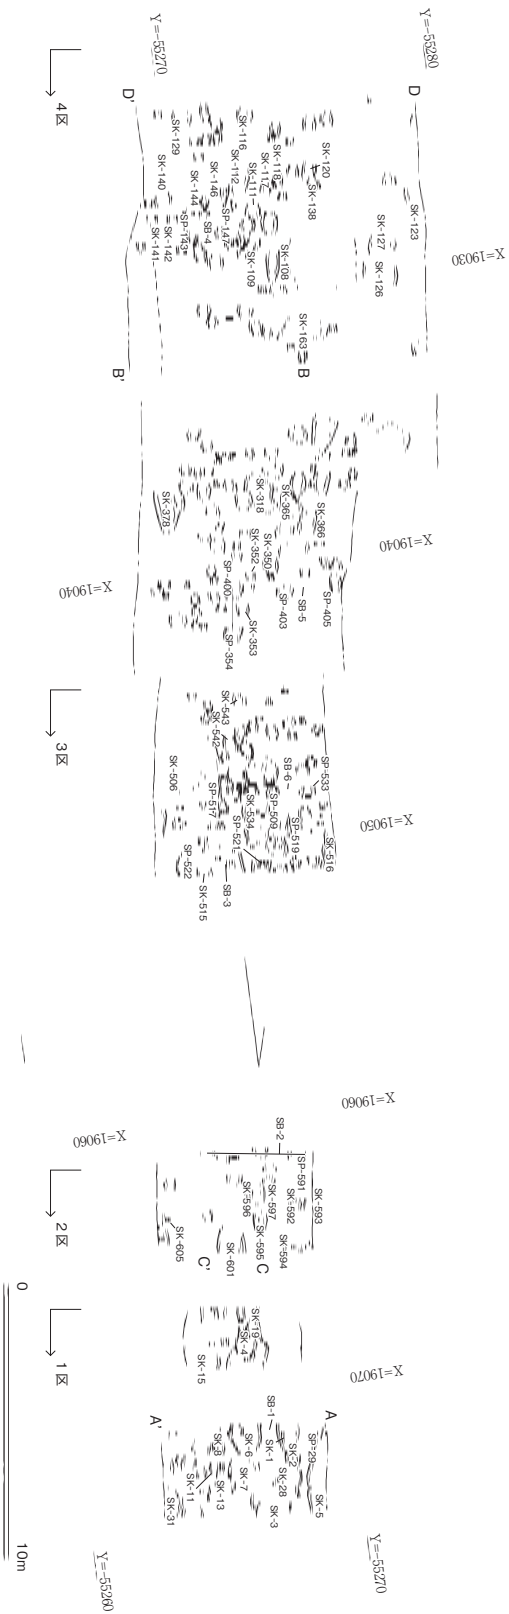 Y=-55270
Y=-55280
D'
D
4区
SK-129
SK-116
SK-118
SK-120
SK-140
SK-146
SK-112
SK-111
SK-117
SK-138
SK-144
SP-147
SB-4
SP-143
SK-142
SK-141
SK-109
SK-108
SK-123
SK-127
SK-126
X=19030
SK-163
B'
B
SK-378
SK-318
SK-365
SK-366
SK-352
SK-350
X=19040
X=19040
SP-400
SP-403
SB-5
SP-405
SK-353
SP-354
3区
SK-543
SK-542
SK-506
SB-6
SP-533
SP-517
SK-534
SP-509
SP-519
SP-521
SK-516
X=19050
SP-522
SK-515
SB-3
X=19060
X=19060
SB-2
SP-591
SK-593
SK-592
SK-597
SK-596
2区
SK-605
SK-601
SK-595
SK-594
C'
C
0
1区
SK-19
SK-4
SK-15
X=19070
SB-1
A'
A
SK-8
SK-6
SK-1
SK-2
SP-29
SK-11
SK-13
SK-7
SK-28
SK-3
SK-5
SK-31
10m
Y=-55260
Y=-55270